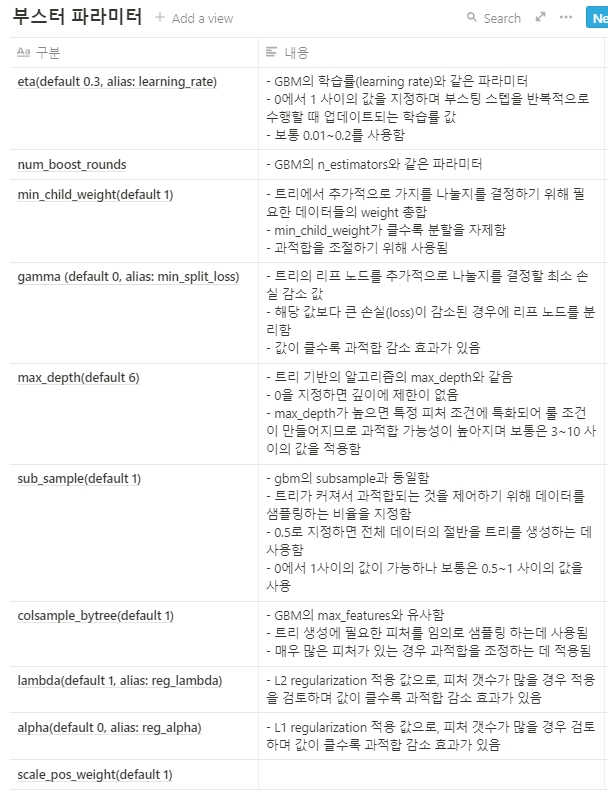 부스터 파라미터
+ Add a view
Search
Ne
Aa 구분
내용
eta(default 0.3, alias: learning_rate)
- GBM의 학습률(learning rate)와 같은 파라미터
- 0에서 1 사이의 값을 지정하며 부스팅 스텝을 반복적으로
수행할 때 업데이트되는 학습률 값
- 보통 0.01~0.2를 사용함
num_boost_rounds
- GBM의 n_estimators와 같은 파라미터
min_child_weight(default 1)
- 트리에서 추가적으로 가지를 나눌지를 결정하기 위해 필
요한 데이터들의 weight 총합
- min_child_weight가 클수록 분할을 자제함
- 과적합을 조절하기 위해 사용됨
gamma (default 0, alias: min_split_loss)
- 트리의 리프 노드를 추가적으로 나눌지를 결정할 최소 손
실 감소 값
- 해당 값보다 큰 손실(loss)이 감소된 경우에 리프 노드를 분
리함
- 값이 클수록 과적합 감소 효과가 있음
max_depth(default 6)
- 트리 기반의 알고리즘의 max_depth와 같음
- 0을 지정하면 깊이에 제한이 없음
- max_depth가 높으면 특정 피처 조건에 특화되어 룰 조건
이 만들어지므로 과적합 가능성이 높아지며 보통은 3~10 사
이의 값을 적용함
sub_sample(default 1)
- gbm의 subsample과 동일함
- 트리가 커져서 과적합되는 것을 제어하기 위해 데이터를
샘플링하는 비율을 지정함
- 0.5로 지정하면 전체 데이터의 절반을 트리를 생성하는 데
사용함
- 0에서 1사이의 값이 가능하나 보통은 0.5~1 사이의 값을
사용
colsample_bytree(default 1)
- GBM의 max_features와 유사함
- 트리 생성에 필요한 피처를 임의로 샘플링 하는데 사용됨
- 매우 많은 피처가 있는 경우 과적합을 조정하는 데 적용됨
lambda(default 1, alias: reg_lambda)
- L2 regularization 적용 값으로, 피처 갯수가 많을 경우 적용
을 검토하며 값이 클수록 과적합 감소 효과가 있음
alpha(default 0, alias: reg_alpha)
- L1 regularization 적용 값으로, 피처 갯수가 많을 경우 검토
하며 값이 클수록 과적합 감소 효과가 있음
scale_pos_weight(default 1)